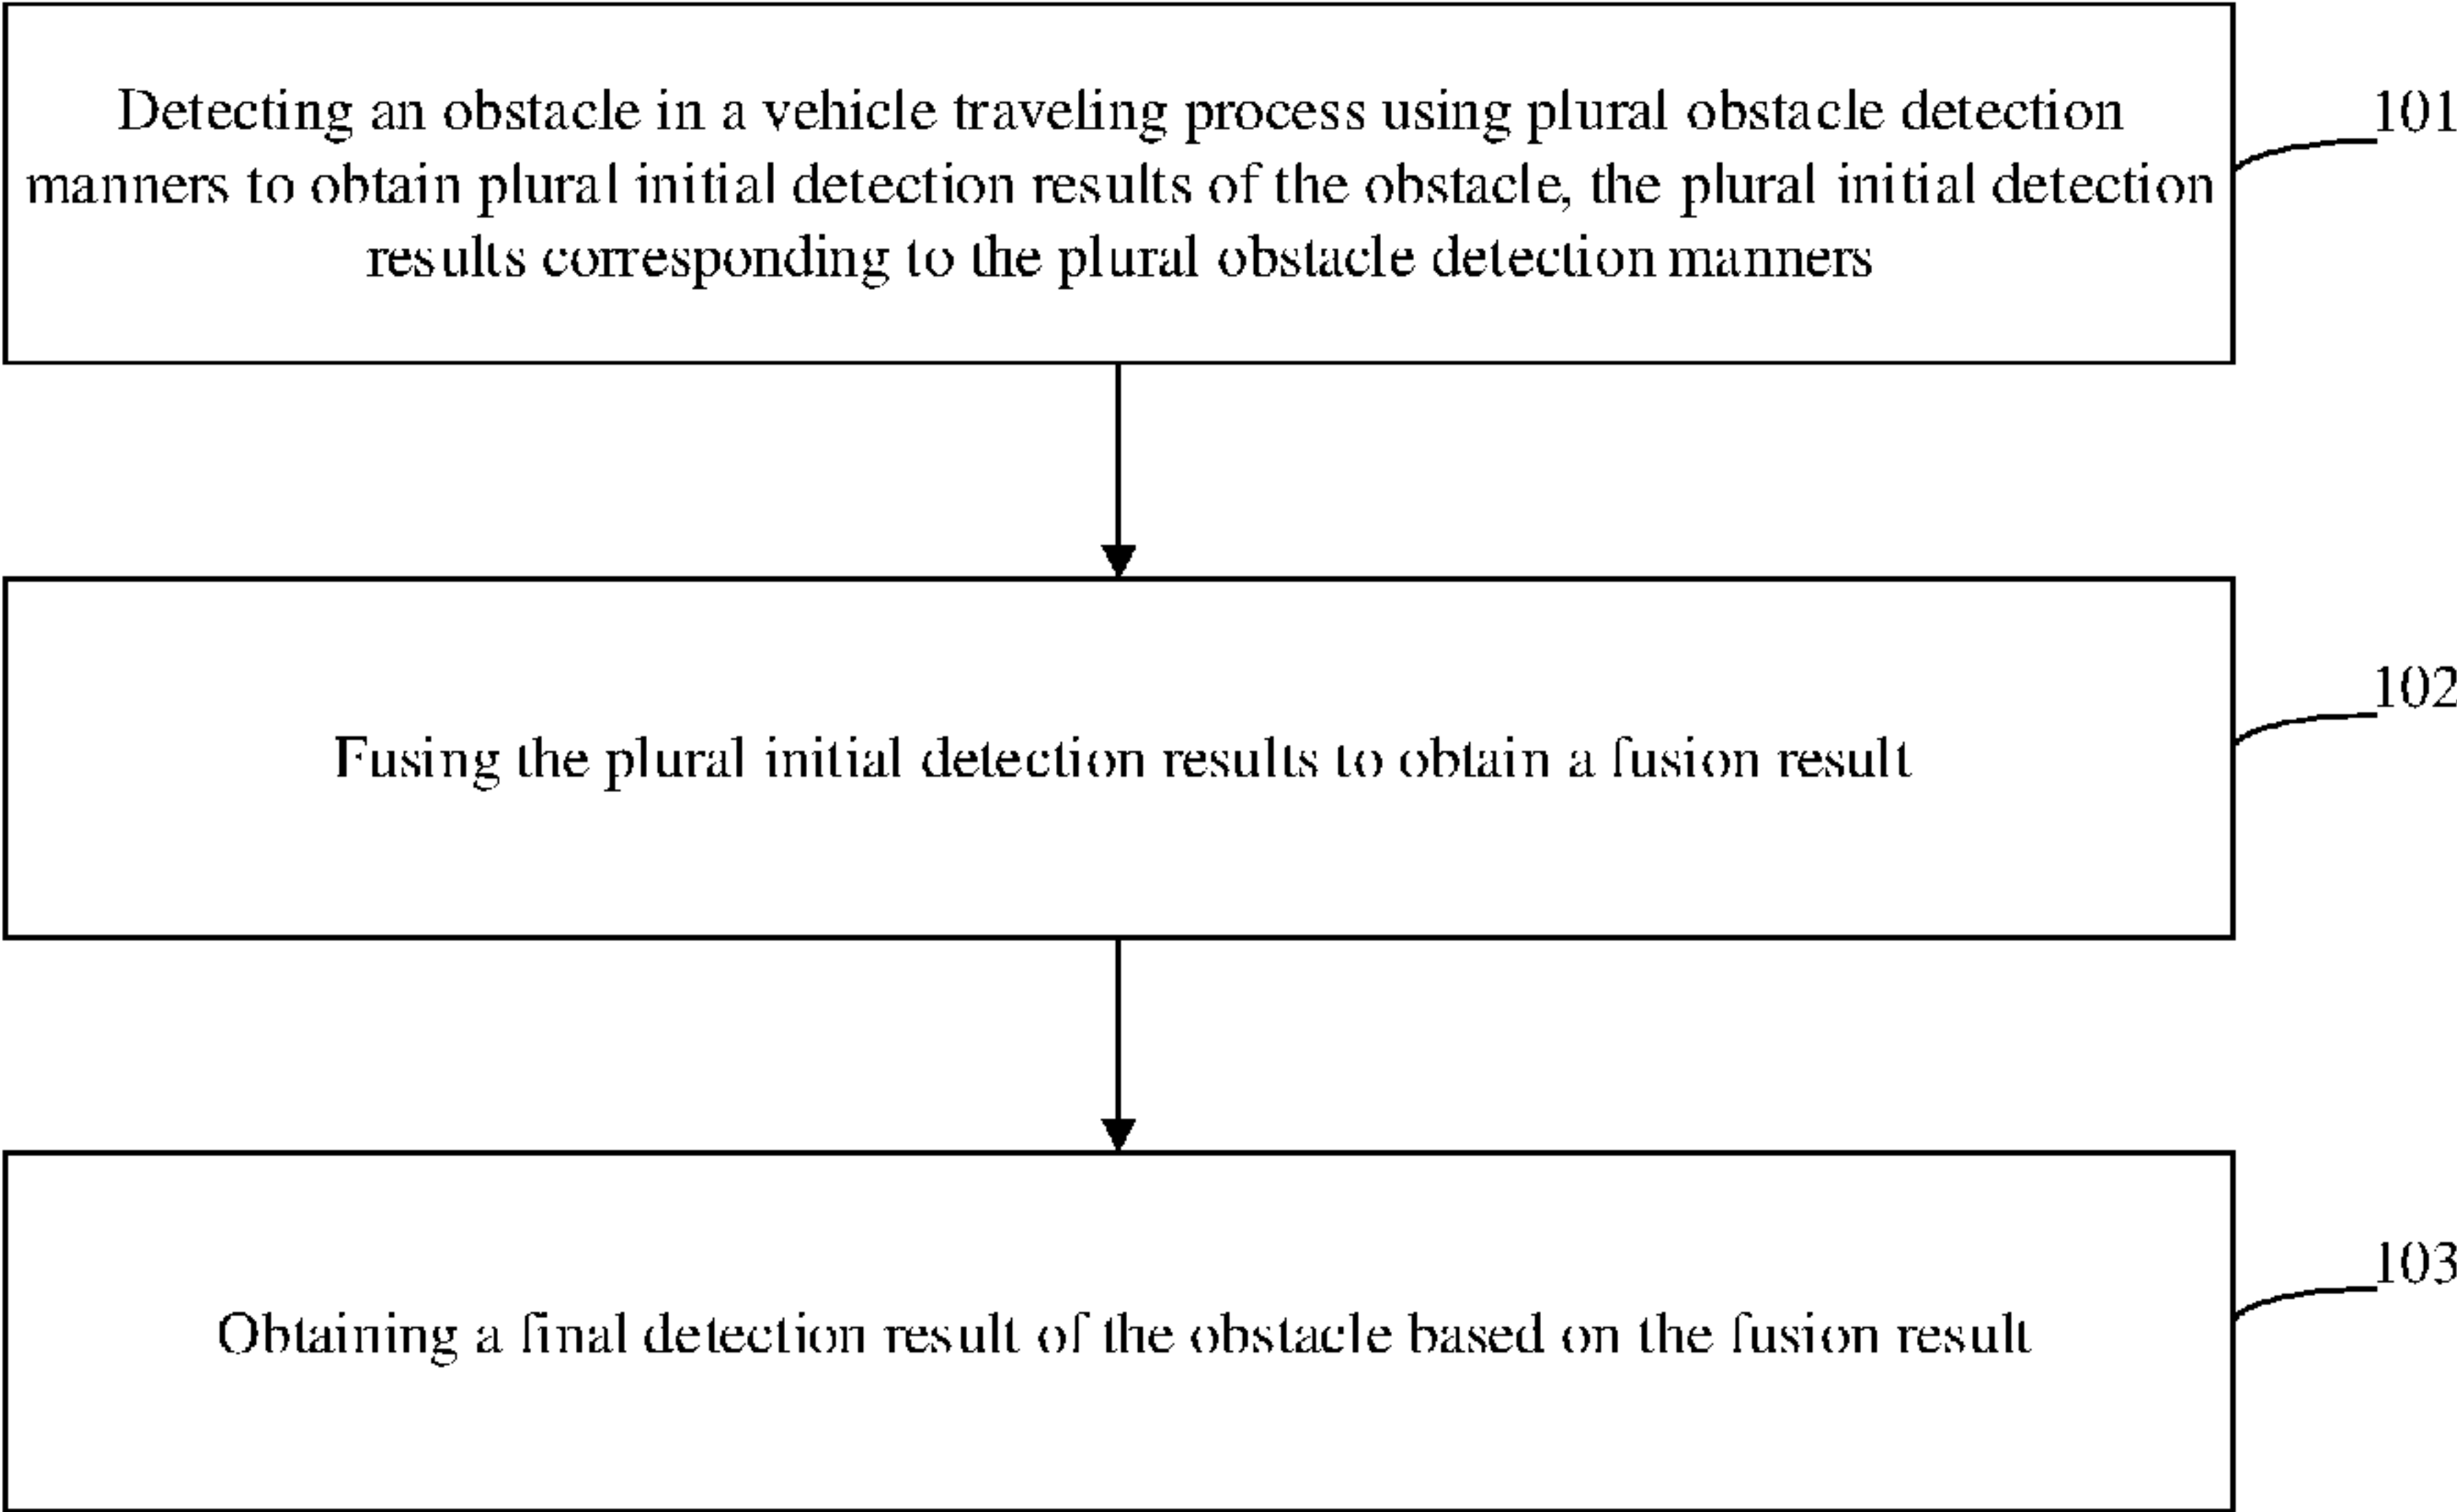 Detecting an obstacle in a vehicle traveling process using plural obstacle detection
101
manners to obtain plural initial detection results of the obstacle, the plural initial detection
results corresponding to the plural obstacle detection manners
102
Fusing the plural initial detection results to obtain a fusion result
103
Obtaining a final detection result of the obstacle based on the fusion result